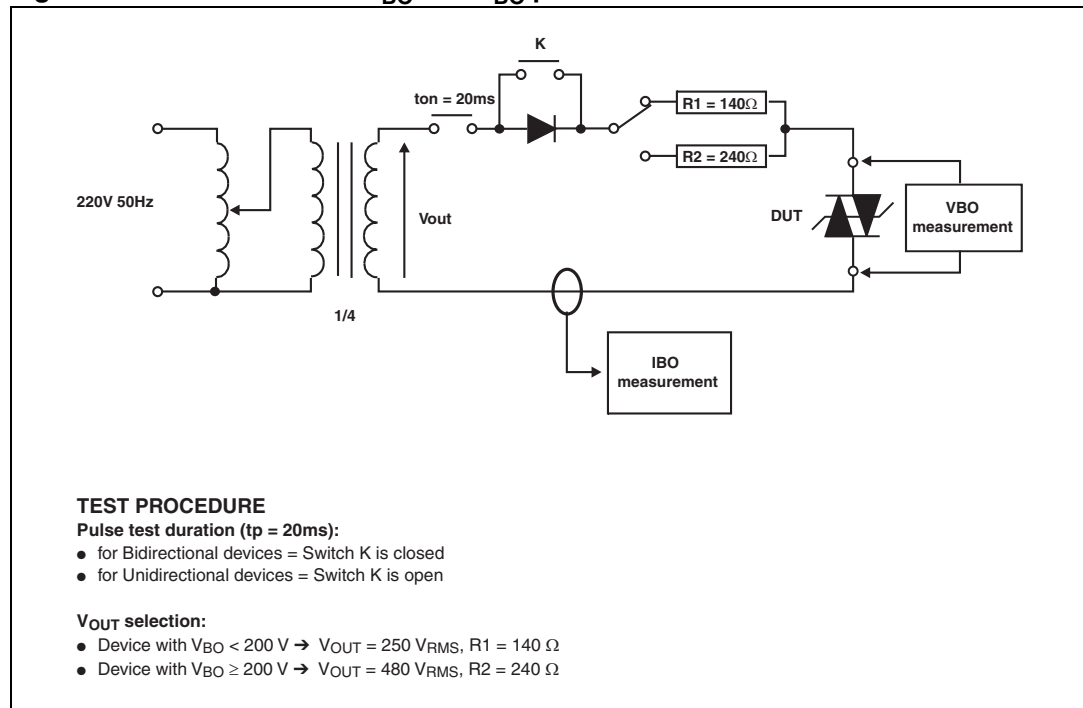 K
ton = 20ms
R1 = 140Ω
R2 = 240Ω
220V 50Hz
Vout
DUT
VBO
measurement
1/4
IBO
measurement
TEST PROCEDURE
Pulse test duration (tp = 20ms):
● for Bidirectional devices = Switch K is closed
● for Unidirectional devices = Switch K is open
VOUT selection:
● Device with VBO < 200 V ➔ VOUT = 250 VRMS, R1 = 140 Ω
● Device with VBO ≥ 200 V ➔ VOUT = 480 VRMS, R2 = 240 Ω